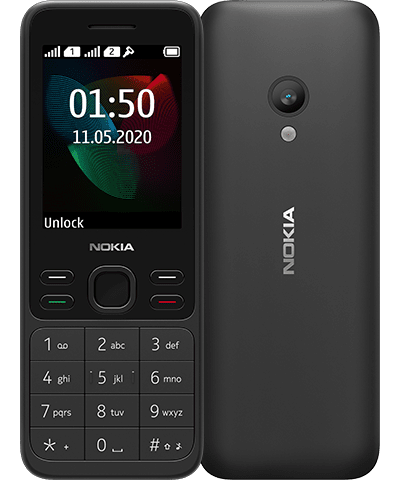 1 2
01:50
11.05.2020
Unlock
NOKIA
1 2 abc 3 def
4 ghi 5 jkl 6 mno
7 pqrs 8 tuv 9 wxyz
* + 0 #
NOKIA